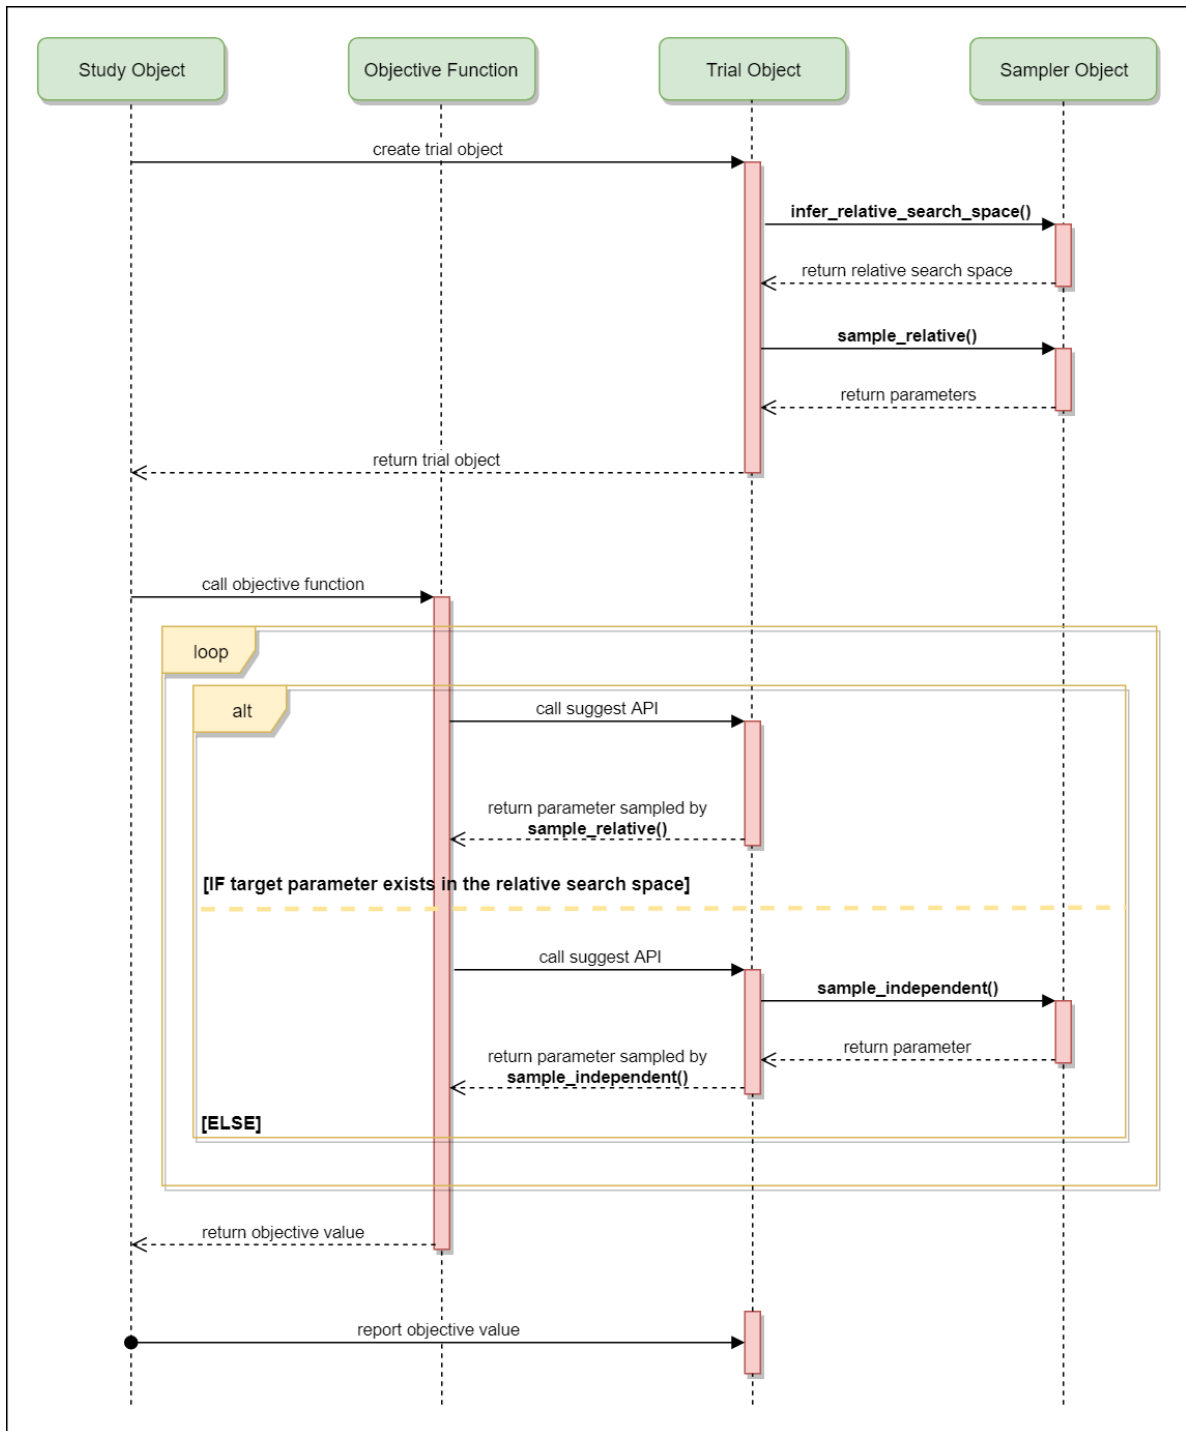 Study Object
Objective Function
Trial Object
Sampler Object
create trial object
infer_relative_search_space()
return relative search space
sample_relative()
return parameters
return trial object
call objective function
loop
alt
call suggest API
return parameter sampled by
sample_relative()
[IF target parameter exists in the relative search space]
call suggest API
sample_independent()
return parameter
return parameter sampled by
sample_independent()
[ELSE]
return objective value
report objective value